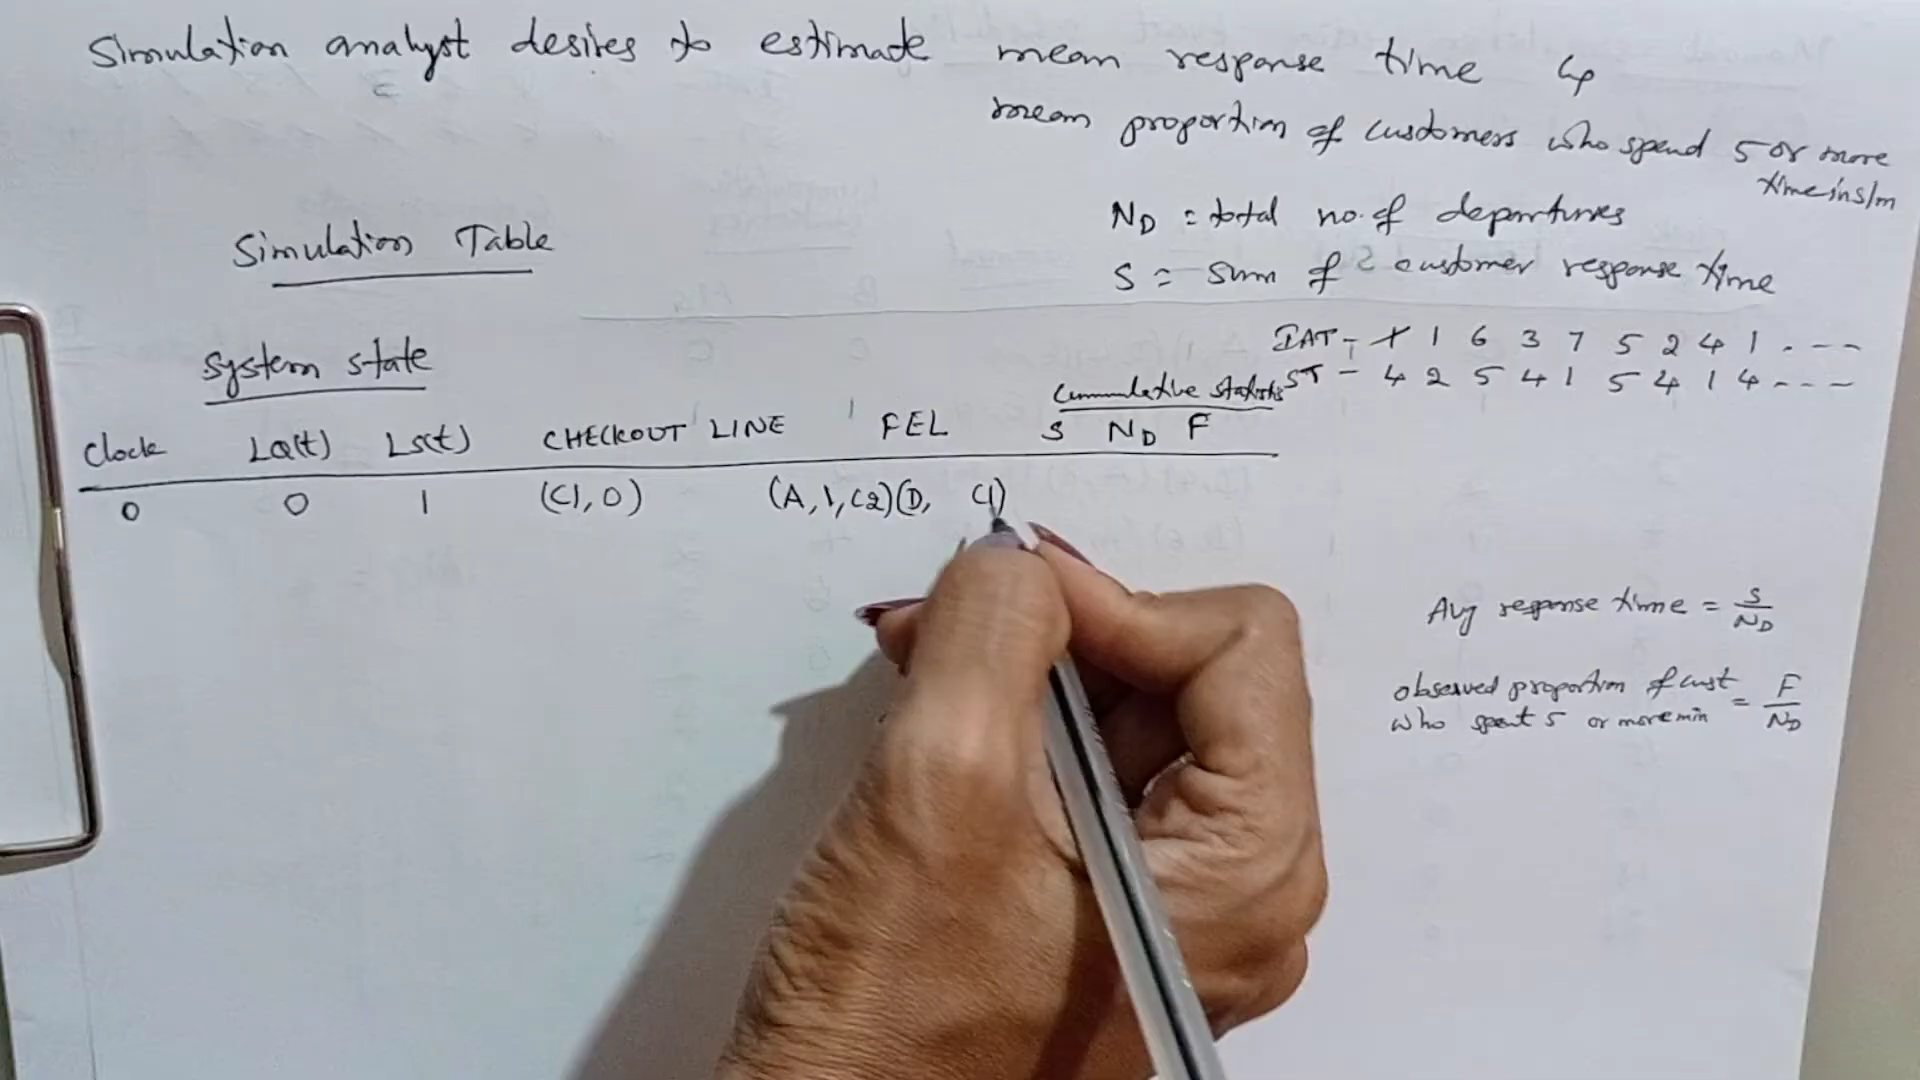 Simulation analyst desires to estimate mean response time &
mean proportion of customers who spend 5 or more
time in s/m
ND = total no. of departures
S = sum of customer response time
Simulation Table
IAT - 1 1 6 3 7 5 2 4 1 . - - -
ST - 4 2 5 4 1 5 4 1 4 - - - -
System state
Cummulative statistics
Clock LQ(t) LS(t) CHECKOUT LINE FEL S ND F
0 0 1 (C1, 0) (A, 1, C2) (D, C1)
Avg response time = S/ND
observed proportion of cust
who spent 5 or more min = F/ND